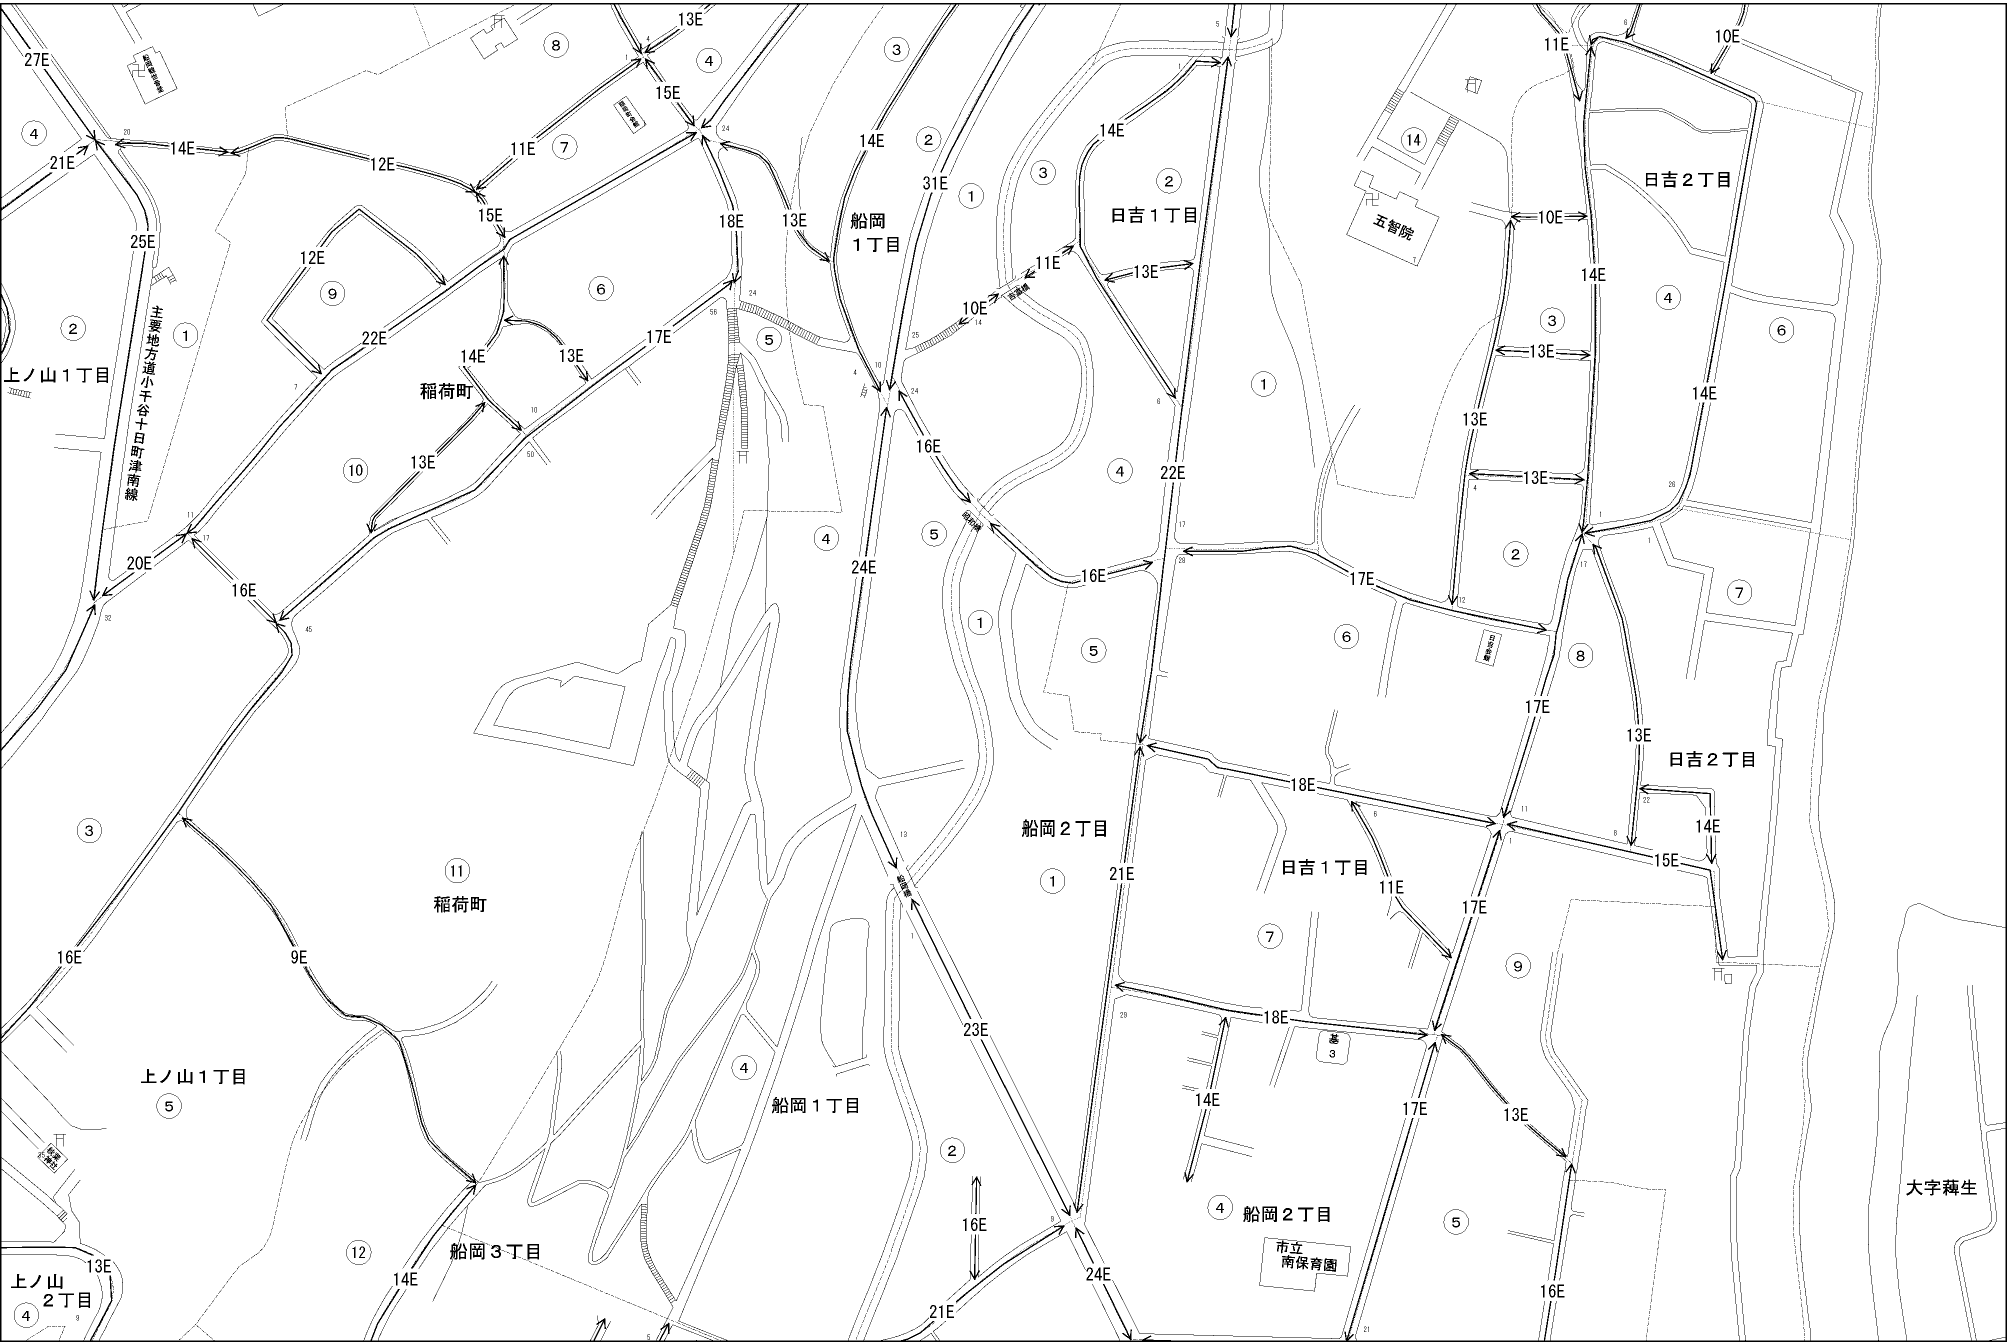 13E
27E
⑧
④
③
11E
10E
15E
④
20
14E
21E
12E
11E
⑦
24
14E
②
14E
⑭
日吉２丁目
15E
18E
13E
31E
①
③
②
日吉１丁目
船岡
１丁目
五智院
10E
25E
12E
⑨
⑥
11E
13E
14E
④
②
①
主要地方道小千谷十日町津南線
22E
17E
⑤
10E
③
⑥
上ノ山１丁目
14E
13E
稲荷町
13E
14E
①
16E
13E
⑩
13E
④
22E
13E
20E
16E
24E
④
⑤
16E
17E
②
⑦
①
⑤
⑥
日吉会館
⑧
17E
13E
日吉２丁目
18E
③
⑪
稲荷町
船岡２丁目
①
21E
日吉１丁目
11E
17E
14E
15E
16E
9E
⑦
⑨
23E
18E
墓
3
上ノ山１丁目
⑤
④
船岡１丁目
14E
17E
13E
②
大字藕生
④
船岡２丁目
⑤
16E
市立
南保育園
⑫
船岡３丁目
14E
13E
上ノ山
２丁目
④
21E
24E
16E